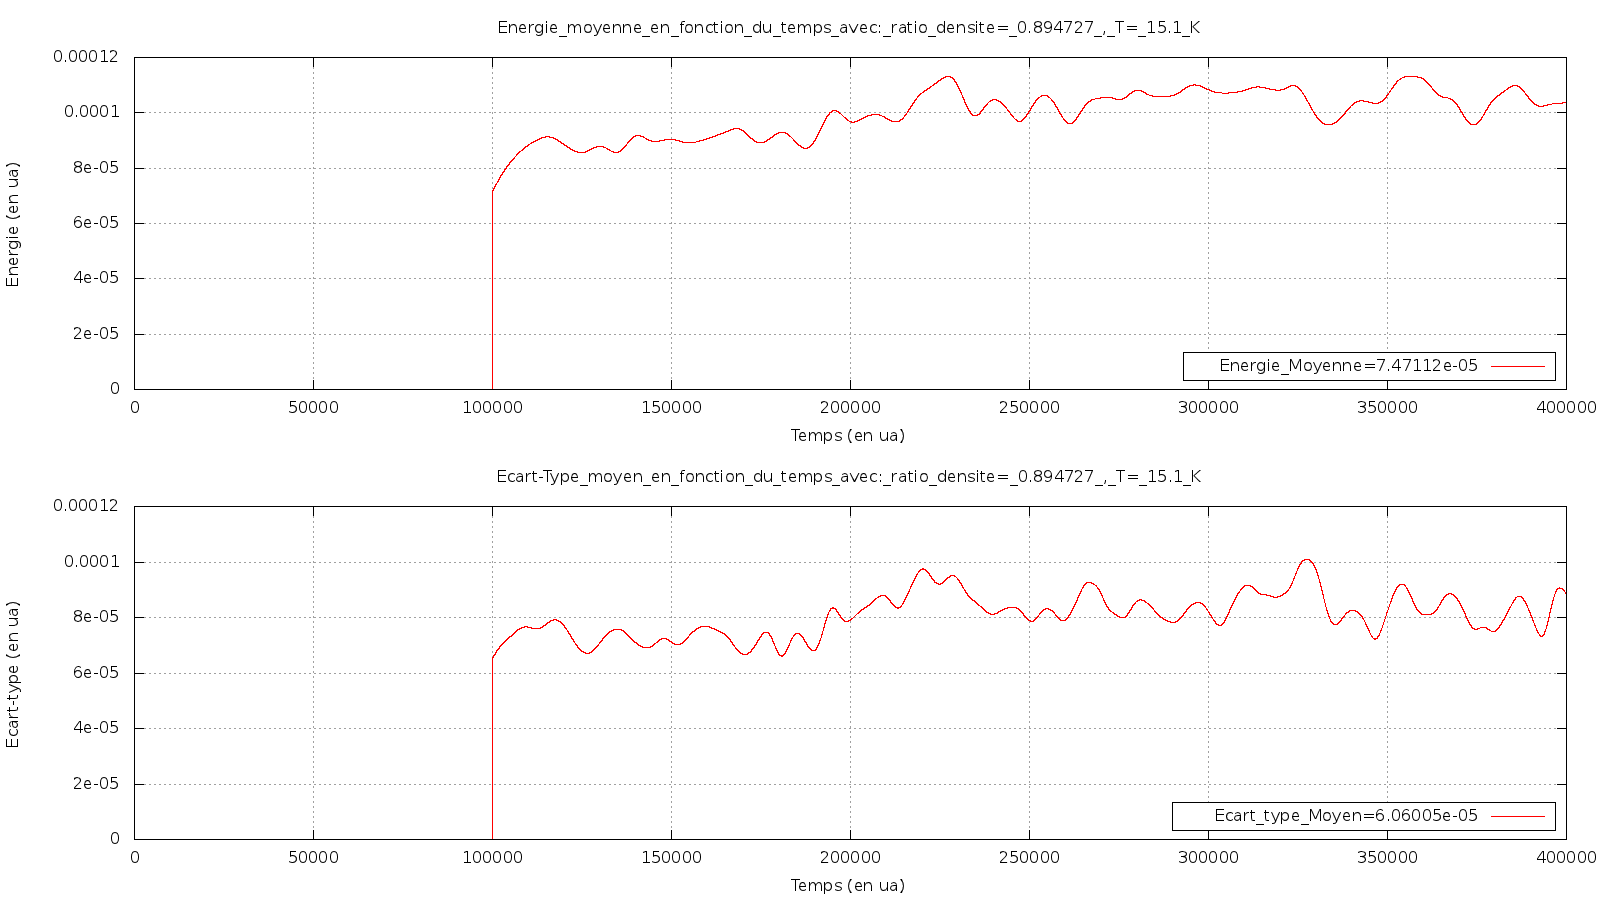 Energie_moyenne_en_fonction_du_temps_avec:_ratio_densite=_0.894727_,_T=_15.1_K
0.00012
0.0001
8e-05
6e-05
4e-05
2e-05
0
Energie (en ua)
Energie_Moyenne=7.47112e-05
0 50000 100000 150000 200000 250000 300000 350000 400000
Temps (en ua)
Ecart-Type_moyen_en_fonction_du_temps_avec:_ratio_densite=_0.894727_,_T=_15.1_K
0.00012
0.0001
8e-05
6e-05
4e-05
2e-05
0
Ecart-type (en ua)
Ecart_type_Moyen=6.06005e-05
0 50000 100000 150000 200000 250000 300000 350000 400000
Temps (en ua)